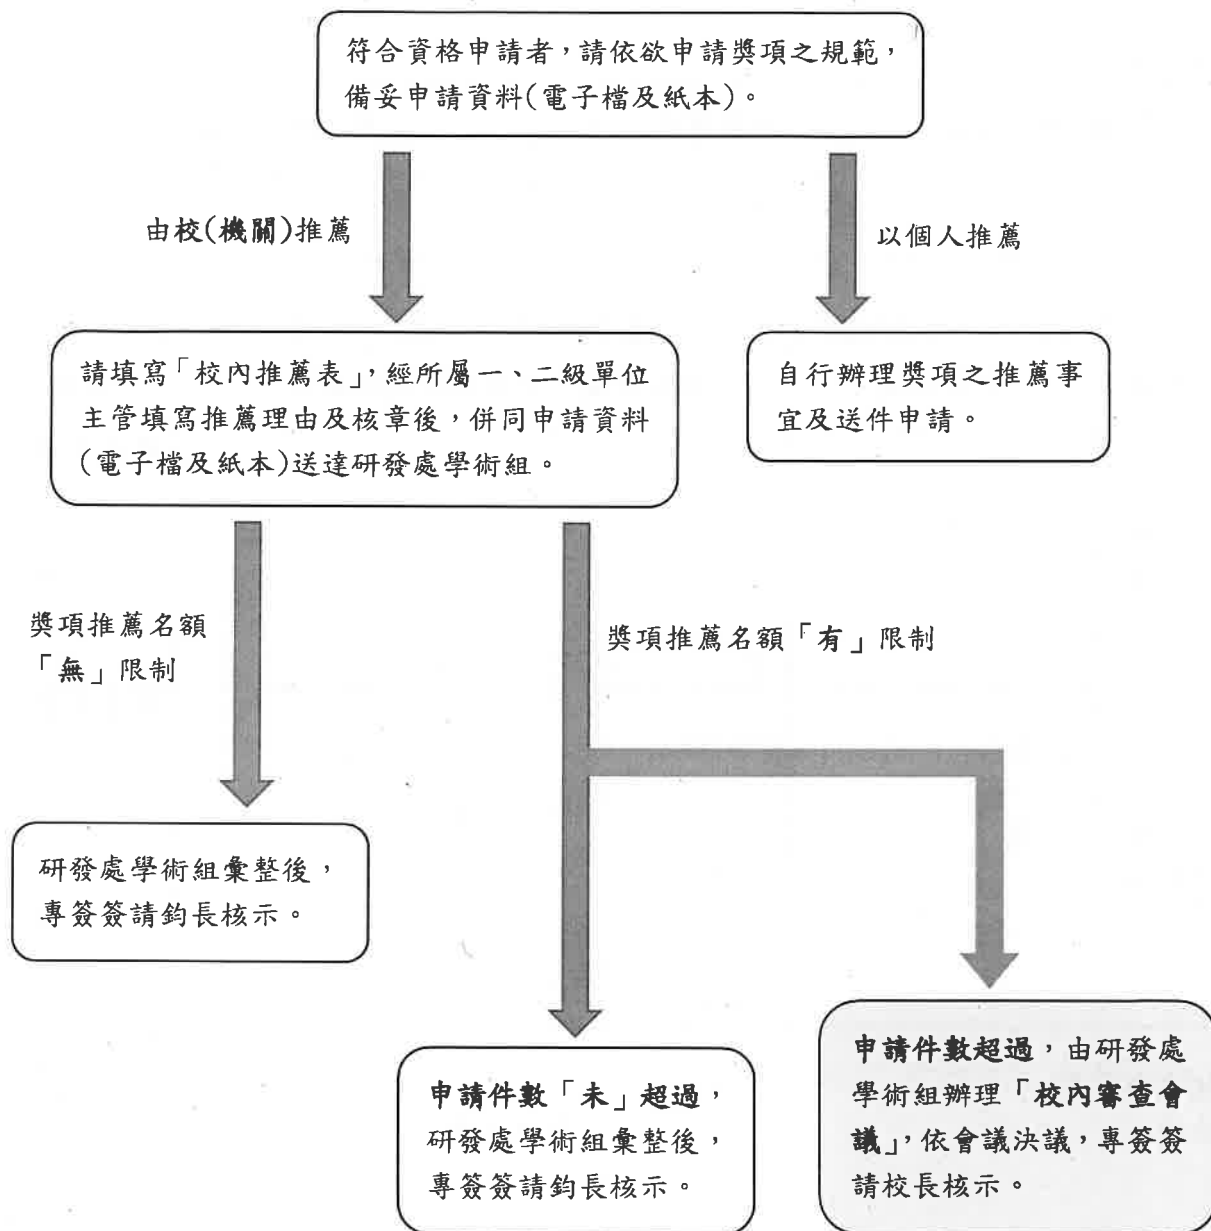 符合資格申請者，請依欲申請獎項之規範，
備妥申請資料(電子檔及紙本)。
由校(機關)推薦
以個人推薦
請填寫「校內推薦表」，經所屬一、二級單位
主管填寫推薦理由及核章後，併同申請資料
(電子檔及紙本)送達研發處學術組。
自行辦理獎項之推薦事
宜及送件申請。
獎項推薦名額
「無」限制
獎項推薦名額「有」限制
研發處學術組彙整後，
專簽簽請鈞長核示。
申請件數「未」超過，
研發處學術組彙整後，
專簽簽請鈞長核示。
申請件數超過，由研發處
學術組辦理「校內審查會
議」，依會議決議，專簽簽
請校長核示。